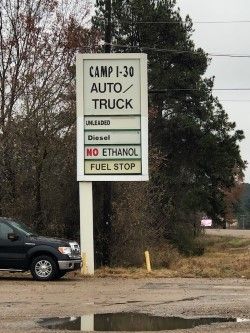 CAMP I-30
AUTO/
TRUCK
UNLEADED
Diesel
NO ETHANOL
FUEL STOP